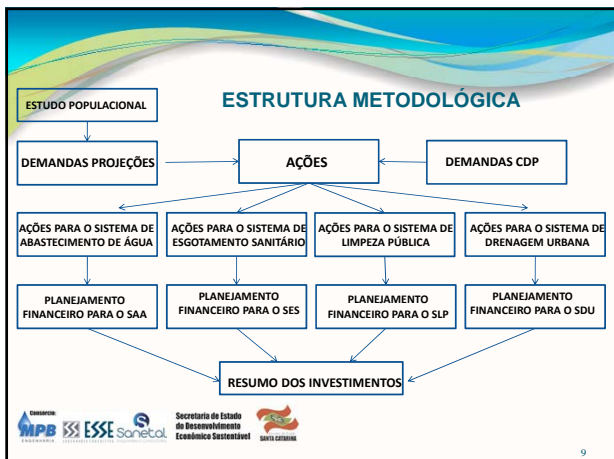 ESTRUTURA METODOLÓGICA
ESTUDO POPULACIONAL
DEMANDAS PROJEÇÕES
AÇÕES
DEMANDAS CDP
AÇÕES PARA O SISTEMA DE
ABASTECIMENTO DE ÁGUA
AÇÕES PARA O SISTEMA DE
ESGOTAMENTO SANITÁRIO
AÇÕES PARA O SISTEMA DE
LIMPEZA PÚBLICA
AÇÕES PARA O SISTEMA DE
DRENAGEM URBANA
PLANEJAMENTO
FINANCEIRO PARA O SAA
PLANEJAMENTO
FINANCEIRO PARA O SES
PLANEJAMENTO
FINANCEIRO PARA O SLP
PLANEJAMENTO
FINANCEIRO PARA O SDU
RESUMO DOS INVESTIMENTOS
Consórcio:
MPB
ENGENHARIA
ESSE
Sanetal
Secretaria de Estado
do Desenvolvimento
Econômico Sustentável
SANTA CATARINA
9